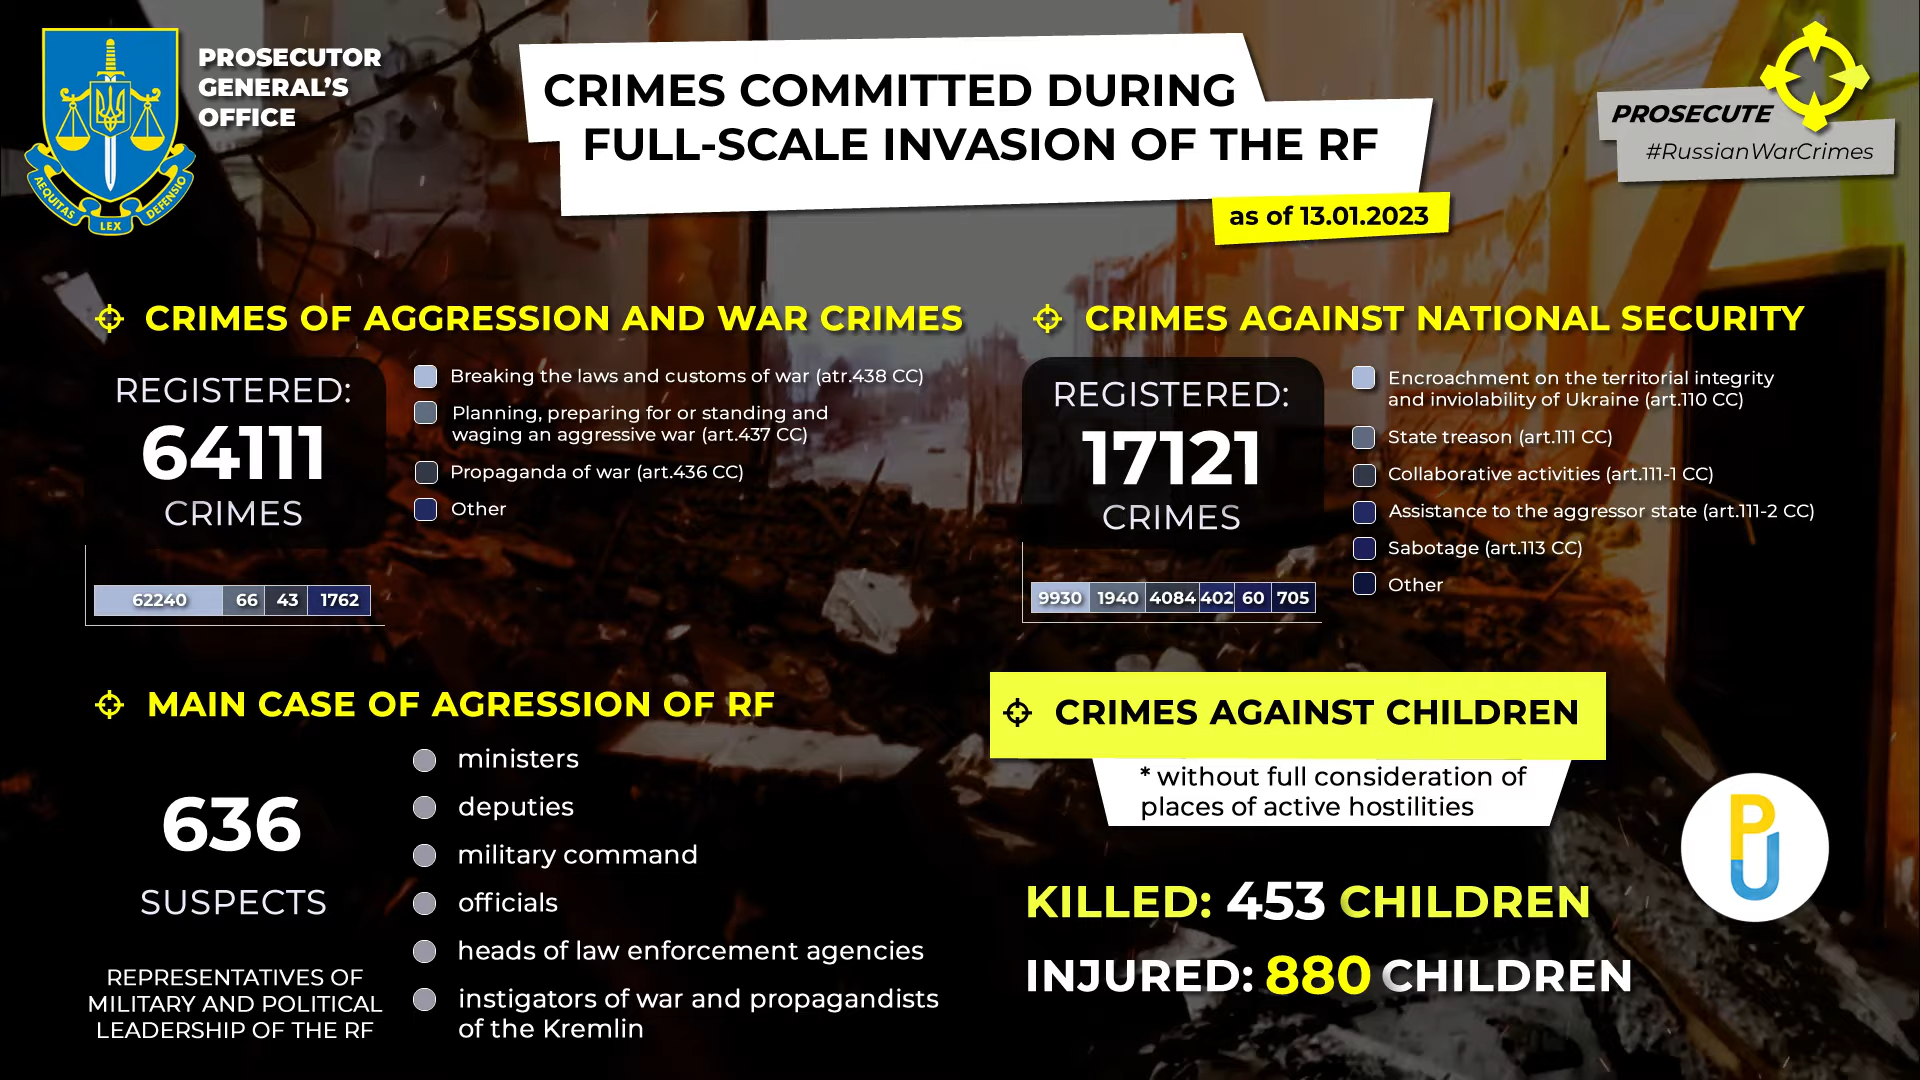 PROSECUTOR
GENERAL'S
OFFICE
AEQUITAS
LEX
DEFENSIO
CRIMES COMMITTED DURING
FULL-SCALE INVASION OF THE RF
as of 13.01.2023
PROSECUTE
#RussianWarCrimes
CRIMES OF AGGRESSION AND WAR CRIMES
REGISTERED:
64111
CRIMES
Breaking the laws and customs of war (atr.438 CC)
Planning, preparing for or standing and
waging an aggressive war (art.437 CC)
Propaganda of war (art.436 CC)
Other
62240 66 43 1762
CRIMES AGAINST NATIONAL SECURITY
REGISTERED:
17121
CRIMES
Encroachment on the territorial integrity
and inviolability of Ukraine (art.110 CC)
State treason (art.111 CC)
Collaborative activities (art.111-1 CC)
Assistance to the aggressor state (art.111-2 CC)
Sabotage (art.113 CC)
Other
9930 1940 4084 402 60 705
MAIN CASE OF AGRESSION OF RF
636
SUSPECTS
REPRESENTATIVES OF
MILITARY AND POLITICAL
LEADERSHIP OF THE RF
ministers
deputies
military command
officials
heads of law enforcement agencies
instigators of war and propagandists
of the Kremlin
CRIMES AGAINST CHILDREN
* without full consideration of
places of active hostilities
KILLED: 453 CHILDREN
INJURED: 880 CHILDREN
PU